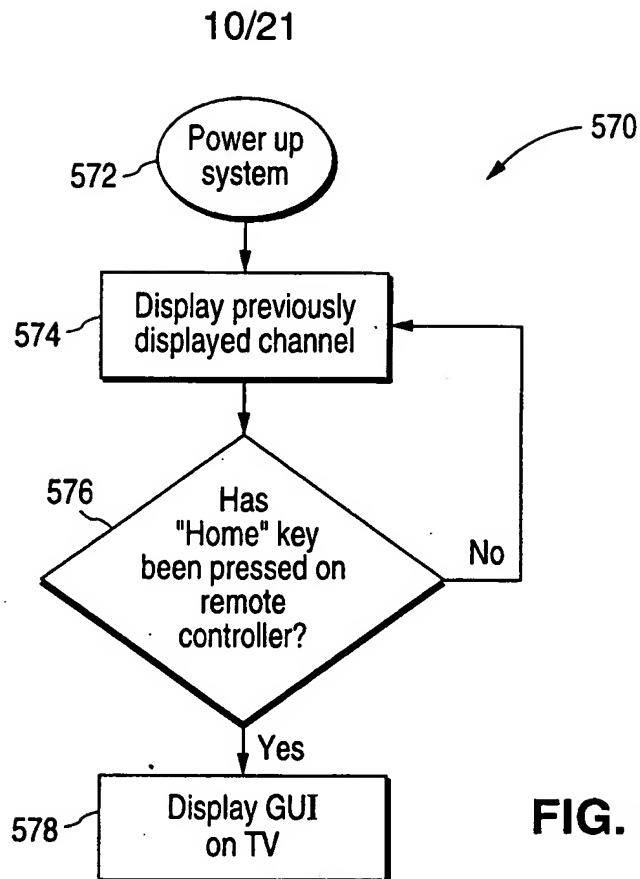 10/21
570
572
Power up
system
574
Display previously
displayed channel
576
Has
"Home" key
been pressed on
remote
controller?
No
Yes
578
Display GUI
on TV
FIG.